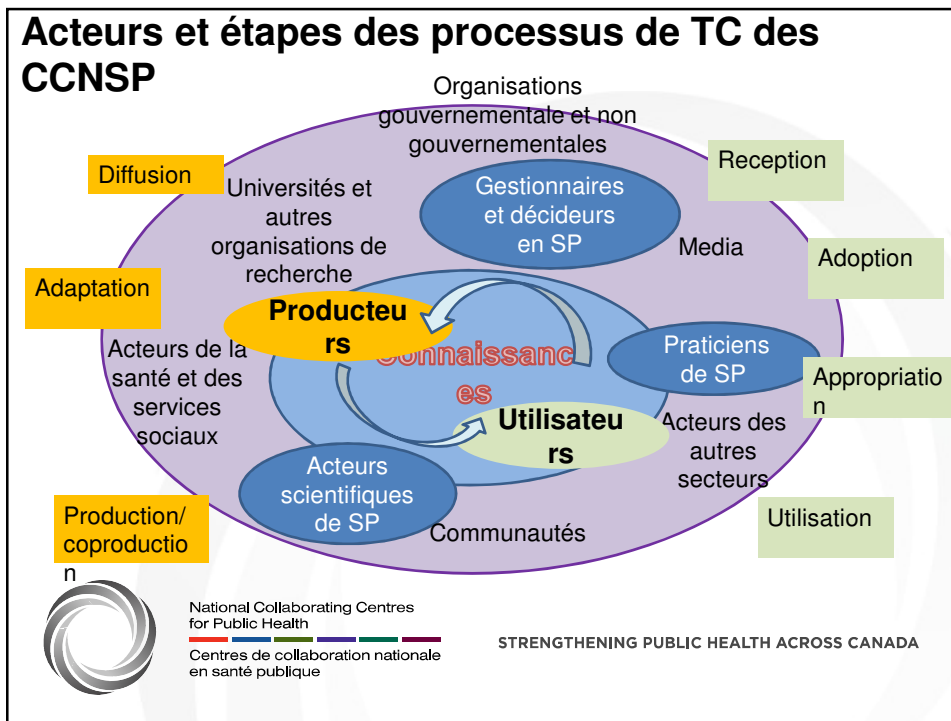 Acteurs et étapes des processus de TC des
CCNSP
Organisations
gouvernementale et non
gouvernementales
Diffusion
Reception
Universités et
autres
organisations de
recherche
Gestionnaires
et décideurs
en SP
Media
Adoption
Adaptation
Producteu
rs
Connaissanc
es
Praticiens
de SP
Acteurs de la
santé et des
services
sociaux
Appropriatio
n
Utilisateu
rs
Acteurs des
autres
secteurs
Acteurs
scientifiques
de SP
Communautés
Production/
coproductio
n
Utilisation
National Collaborating Centres
for Public Health
Centres de collaboration nationale
en santé publique
STRENGTHENING PUBLIC HEALTH ACROSS CANADA